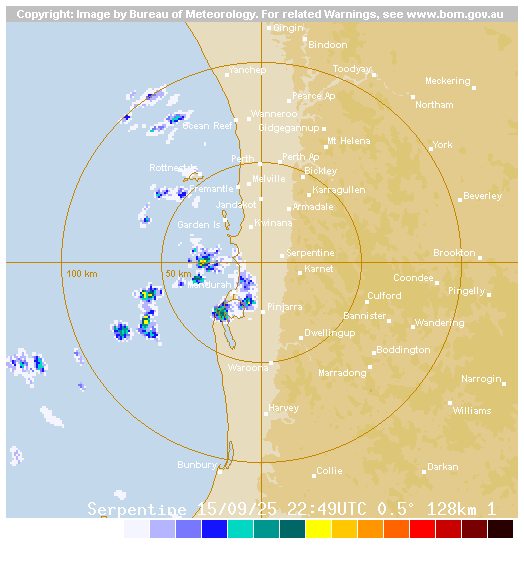 Copyright: Image by Bureau of Meteorology. For related Warnings, see www.bom.gov.au
Gingin
Bindoon
Yanchep
Toodyay
Meckering
Pearce Ap
Northam
Wanneroo
Ocean Reef
Gidgegannup
Mt Helena
York
Perth
Perth Ap
Rottnest Is
Bickley
Melville
Fremantle
Karragullen
Beverley
Jandakot
Armadale
Garden Is
Kwinana
Serpentine
Brookton
100 km
50 km
Karnet
Coondee
Mandurah
Pingelly
Culford
Pinjarra
Bannister
Wandering
Dwellingup
Boddington
Waroona
Marradong
Narrogin
Harvey
Williams
Bunbury
Collie
Darkan
Serpentine 15/09/25 22:49UTC 0.5° 128km 1